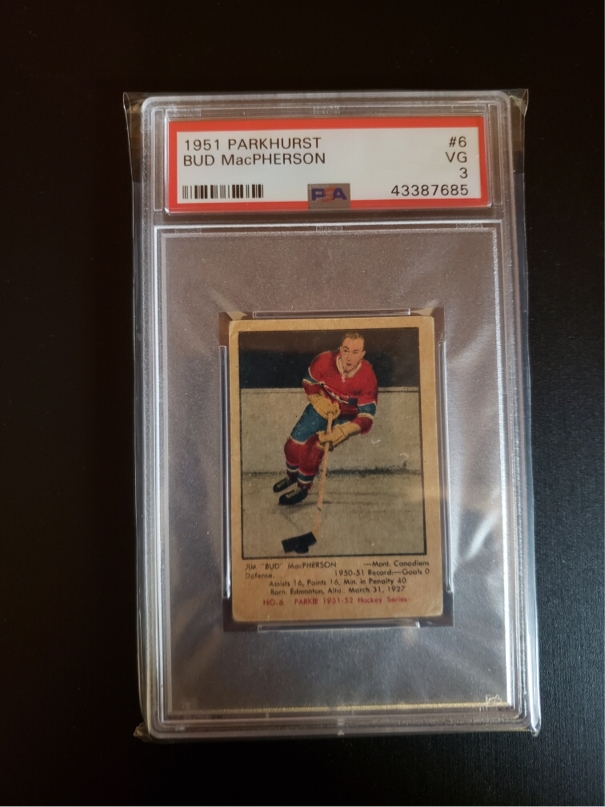 1951 PARKHURST #6
BUD MacPHERSON VG
3
PSA 43387685
JIM "BUD" MacPHERSON —Mont. Canadiens
Defense. 1950-51 Record:—Goals 0
Assists 16, Points 16, Min. in Penalty 40
Born. Edmonton, Alta. March 31, 1927
NO. 6 PARKIE 1951-52 Hockey Series